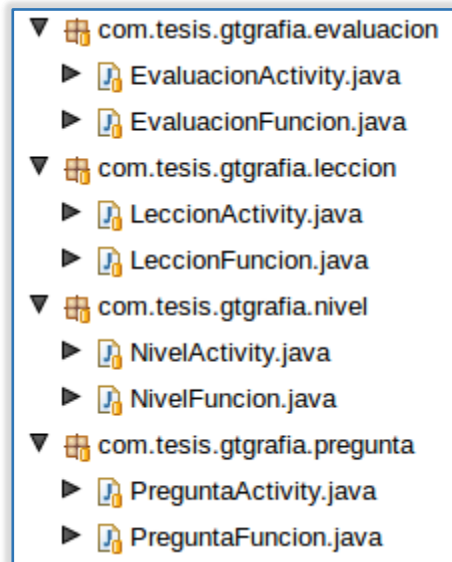 com.tesis.gtgrafia.evaluacion
EvaluacionActivity.java
EvaluacionFuncion.java
com.tesis.gtgrafia.leccion
LeccionActivity.java
LeccionFuncion.java
com.tesis.gtgrafia.nivel
NivelActivity.java
NivelFuncion.java
com.tesis.gtgrafia.pregunta
PreguntaActivity.java
PreguntaFuncion.java